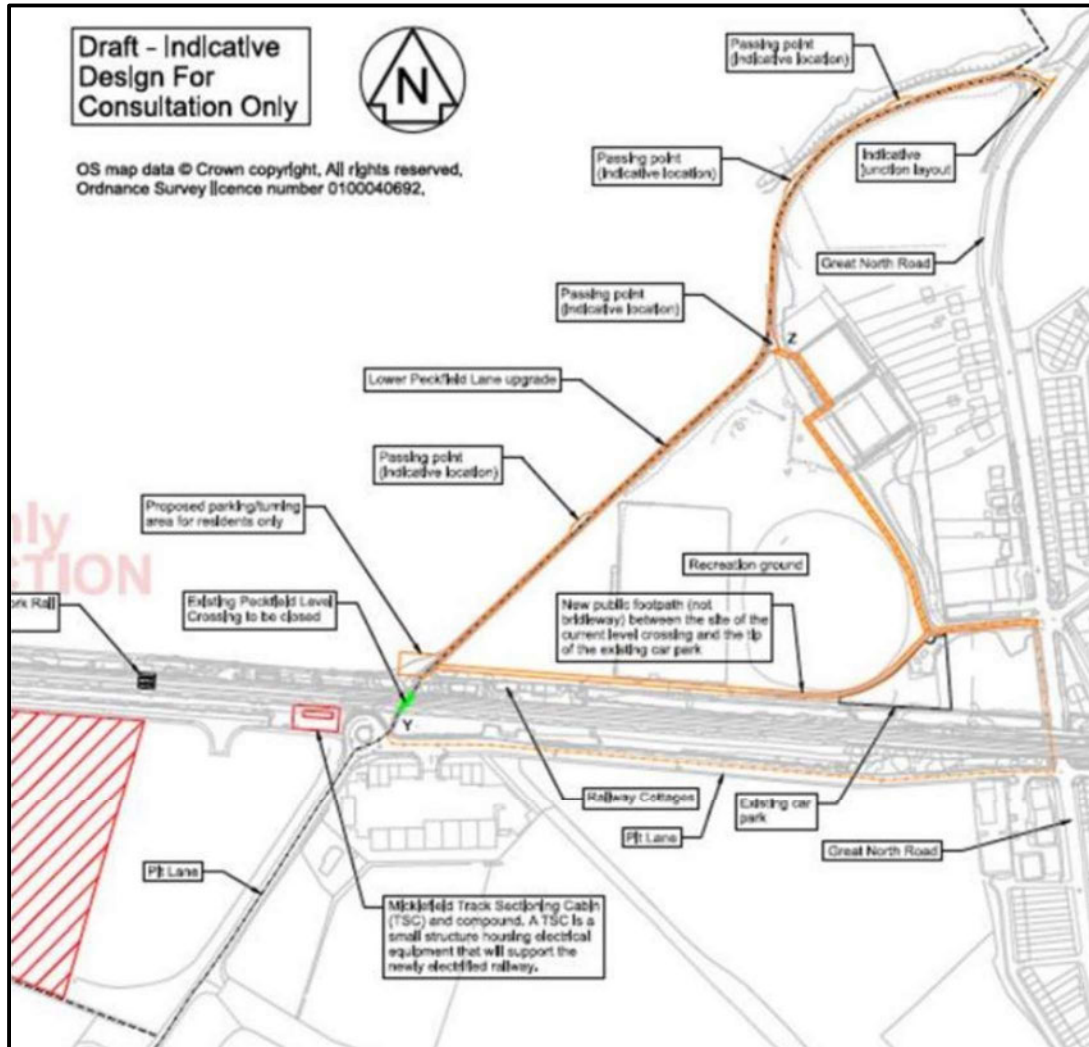 Draft - Indicative
Design For
Consultation Only
N
OS map data © Crown copyright, All rights reserved,
Ordnance Survey licence number 0100040692,
Passing point
(Indicative location)
Passing point
(Indicative location)
Indicative
junction layout
Great North Road
Passing point
(Indicative location)
Z
Lower Peckfield Lane upgrade
Passing point
(Indicative location)
Proposed parking/turning
area for residents only
nly
CTION
Recreation ground
ork Rail
Existing Peckfield Level
Crossing to be closed
New public footpath (not
bridleway) between the site of the
current level crossing and the tip
of the existing car park
Y
Railway Cottages
Existing car
park
Pit Lane
Great North Road
Pit Lane
Micklefield Track Sectioning Cabin
(TSC) and compound. A TSC is a
small structure housing electrical
equipment that will support the
newly electrified railway.